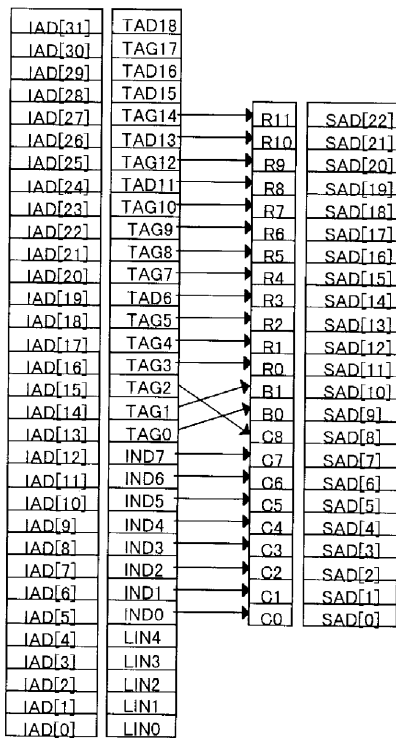 IAD[31] TAD18
IAD[30] TAG17
IAD[29] TAD16
IAD[28] TAD15
IAD[27] TAG14 R11 SAD[22]
IAD[26] TAD13 R10 SAD[21]
IAD[25] TAG12 R9 SAD[20]
IAD[24] TAD11 R8 SAD[19]
IAD[23] TAG10 R7 SAD[18]
IAD[22] TAG9 R6 SAD[17]
IAD[21] TAG8 R5 SAD[16]
IAD[20] TAG7 R4 SAD[15]
IAD[19] TAD6 R3 SAD[14]
IAD[18] TAG5 R2 SAD[13]
IAD[17] TAG4 R1 SAD[12]
IAD[16] TAG3 R0 SAD[11]
IAD[15] TAG2 B1 SAD[10]
IAD[14] TAG1 B0 SAD[9]
IAD[13] TAG0 C8 SAD[8]
IAD[12] IND7 C7 SAD[7]
IAD[11] IND6 C6 SAD[6]
IAD[10] IND5 C5 SAD[5]
IAD[9] IND4 C4 SAD[4]
IAD[8] IND3 C3 SAD[3]
IAD[7] IND2 C2 SAD[2]
IAD[6] IND1 C1 SAD[1]
IAD[5] IND0 C0 SAD[0]
IAD[4] LIN4
IAD[3] LIN3
IAD[2] LIN2
IAD[1] LIN1
IAD[0] LIN0